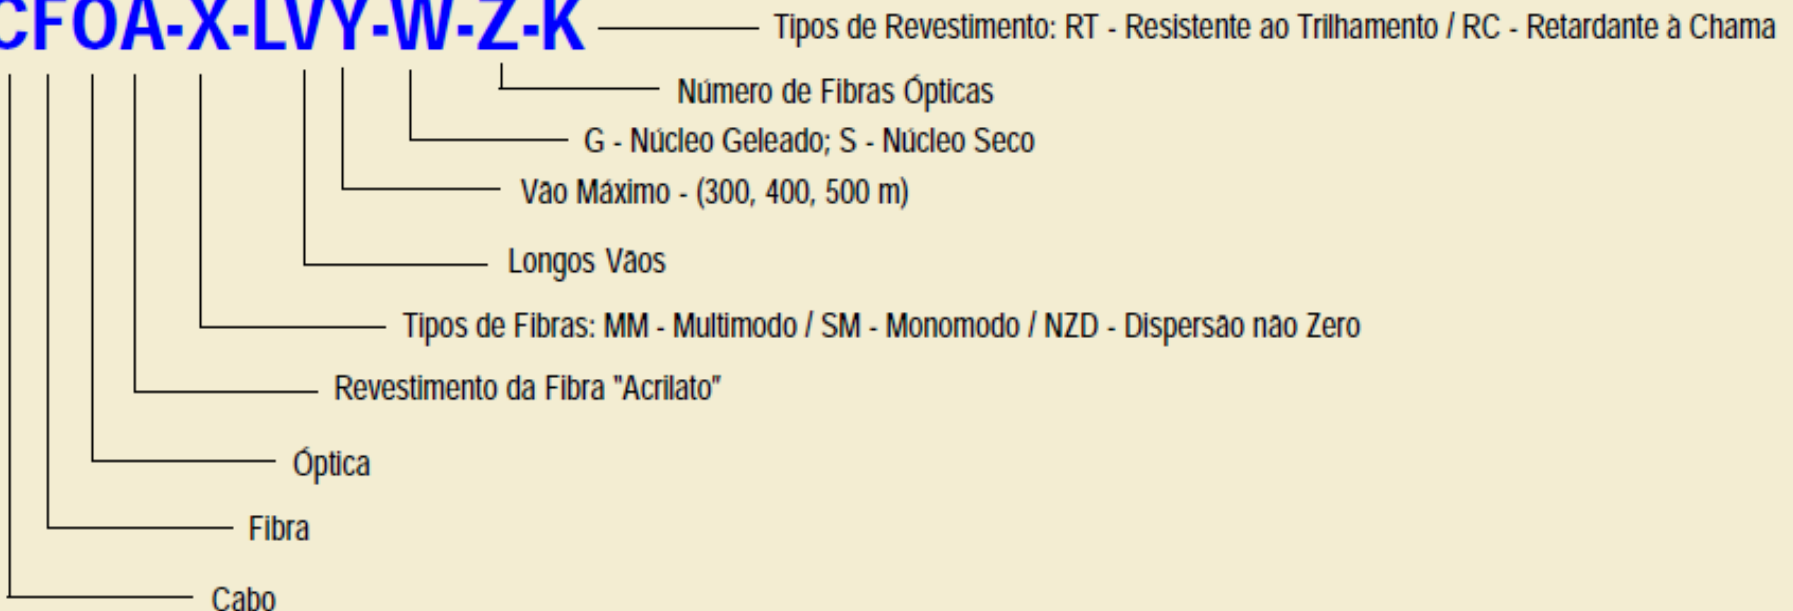 CFOA-X-LVY-W-Z-K
Tipos de Revestimento: RT - Resistente ao Trilhamento / RC - Retardante à Chama
Número de Fibras Ópticas
G - Núcleo Geleado; S - Núcleo Seco
Vão Máximo - (300, 400, 500 m)
Longos Vãos
Tipos de Fibras: MM - Multimodo / SM - Monomodo / NZD - Dispersão não Zero
Revestimento da Fibra "Acrilato"
Óptica
Fibra
Cabo